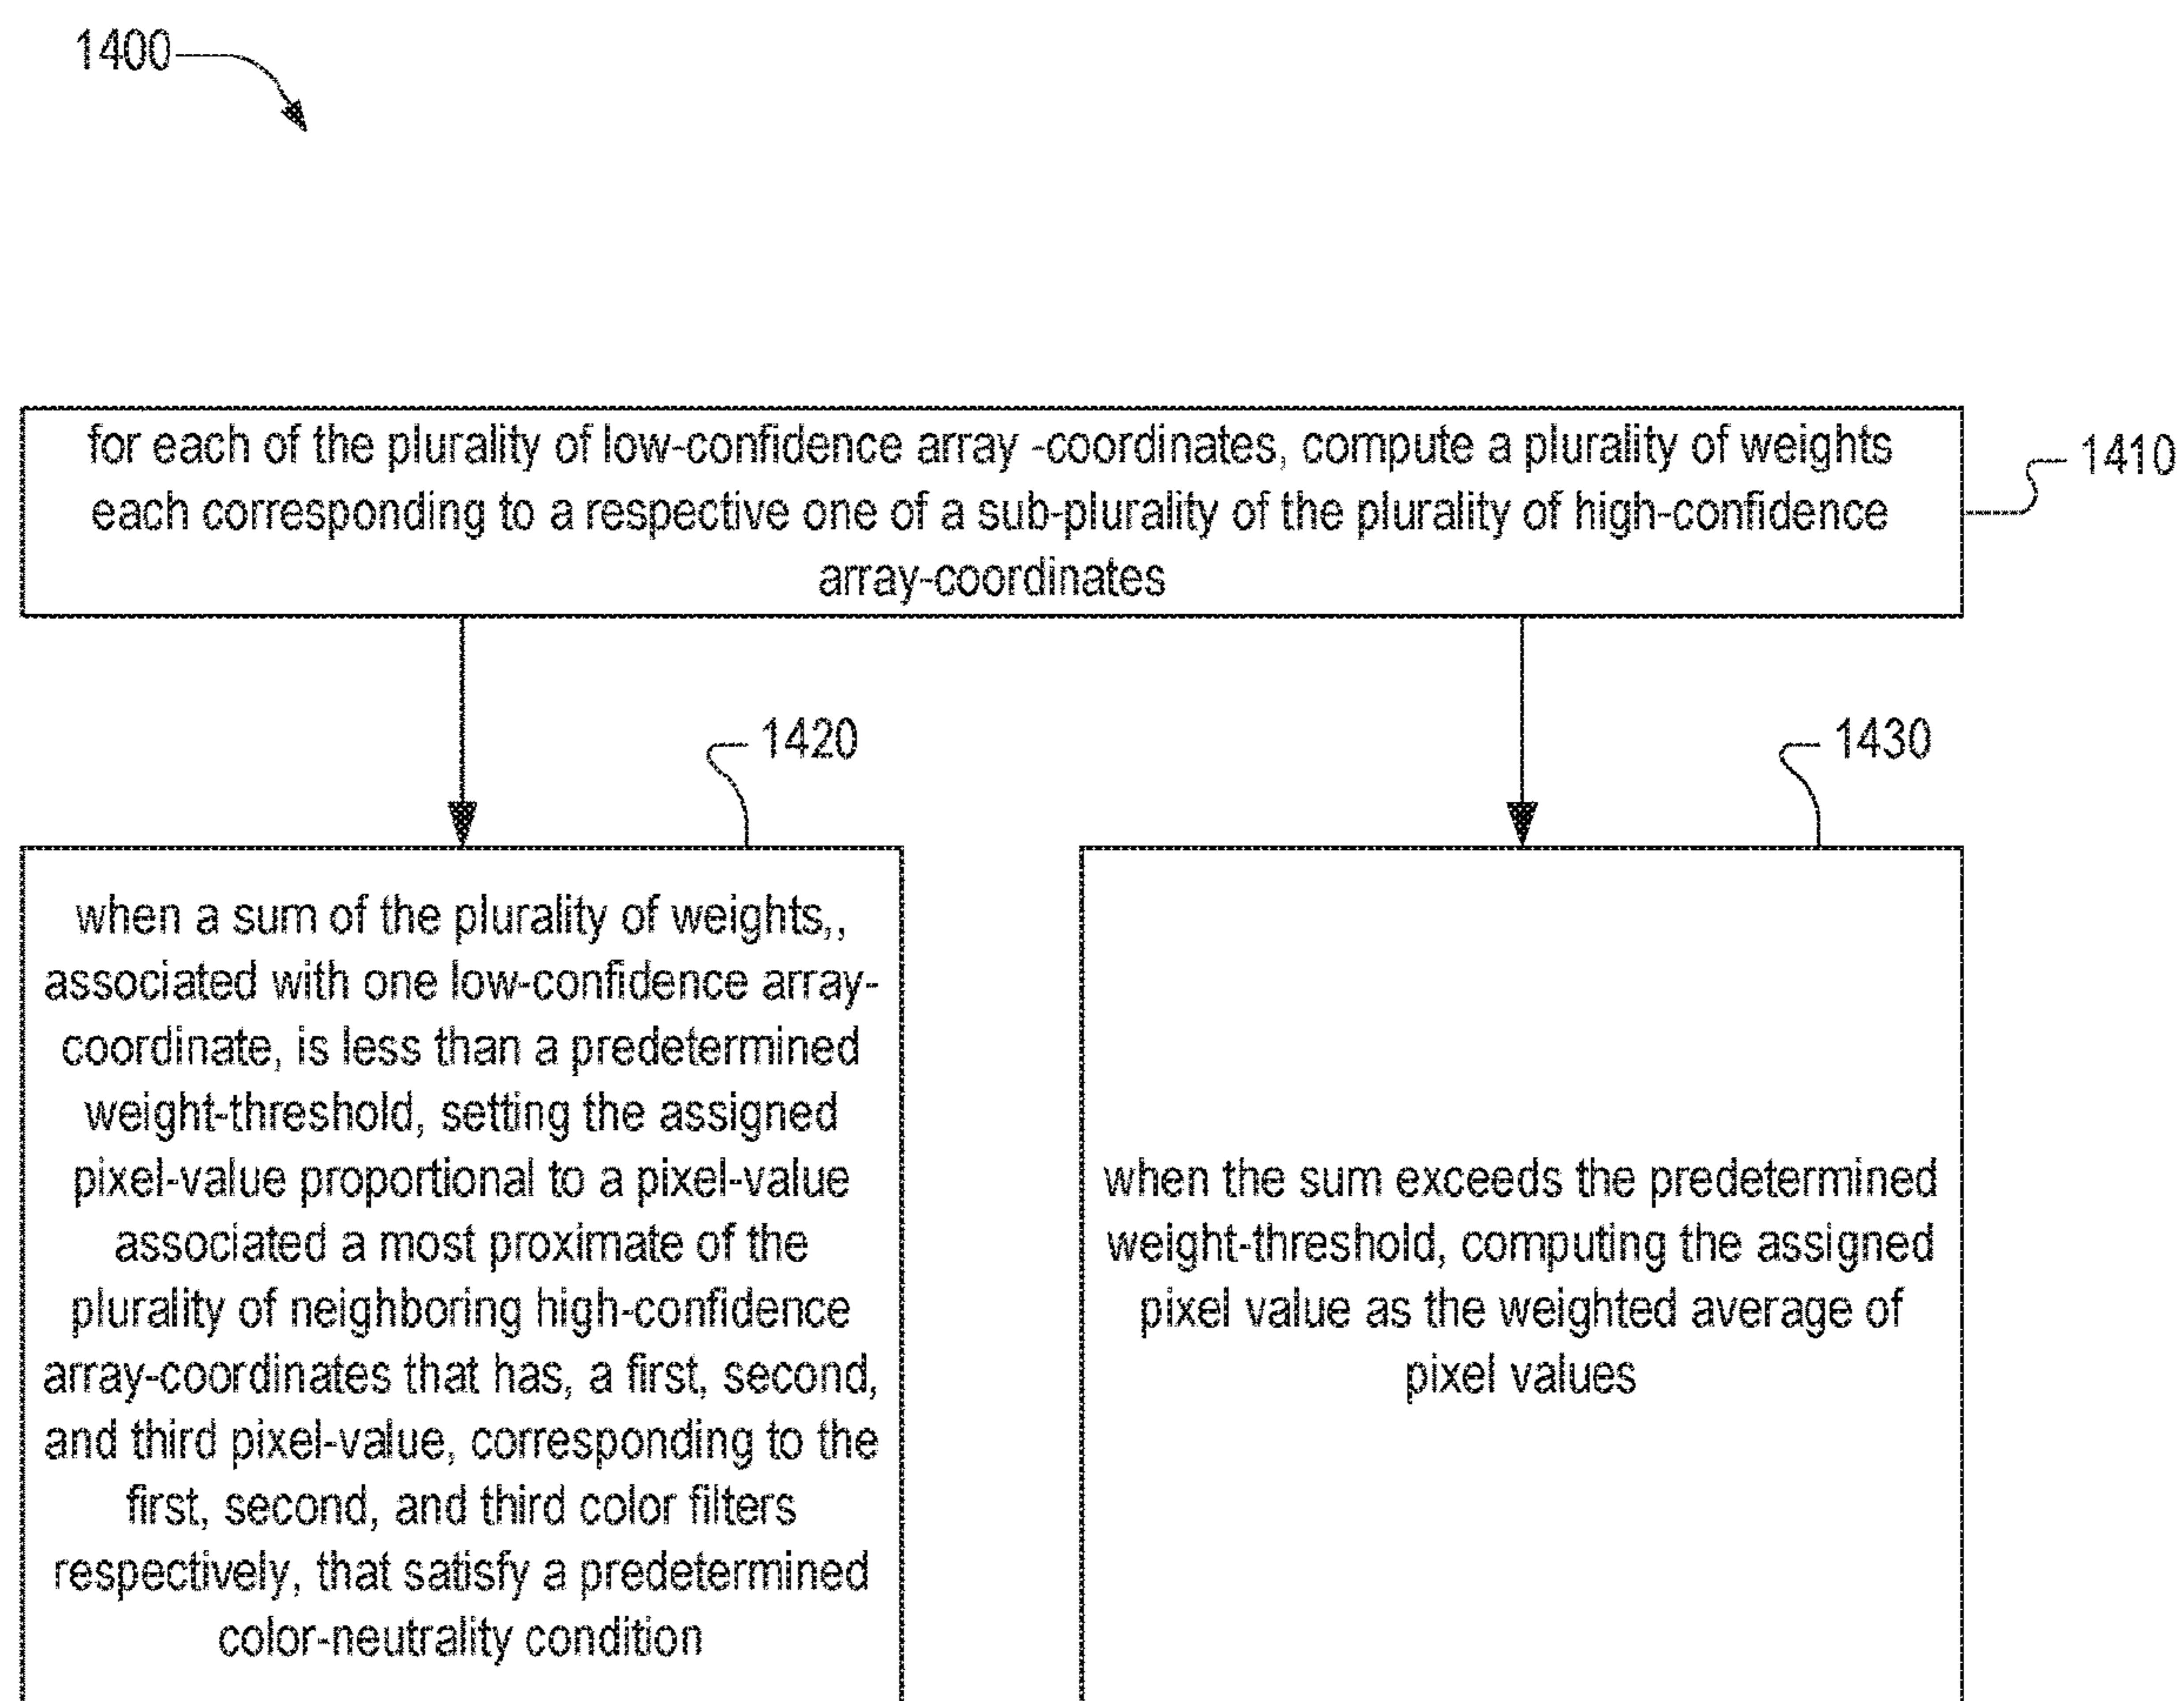 1400
for each of the plurality of low-confidence array -coordinates, compute a plurality of weights
each corresponding to a respective one of a sub-plurality of the plurality of high-confidence
array-coordinates
1410
1420
when a sum of the plurality of weights,,
associated with one low-confidence array-
coordinate, is less than a predetermined
weight-threshold, setting the assigned
pixel-value proportional to a pixel-value
associated a most proximate of the
plurality of neighboring high-confidence
array-coordinates that has, a first, second,
and third pixel-value, corresponding to the
first, second, and third color filters
respectively, that satisfy a predetermined
color-neutrality condition
1430
when the sum exceeds the predetermined
weight-threshold, computing the assigned
pixel value as the weighted average of
pixel values